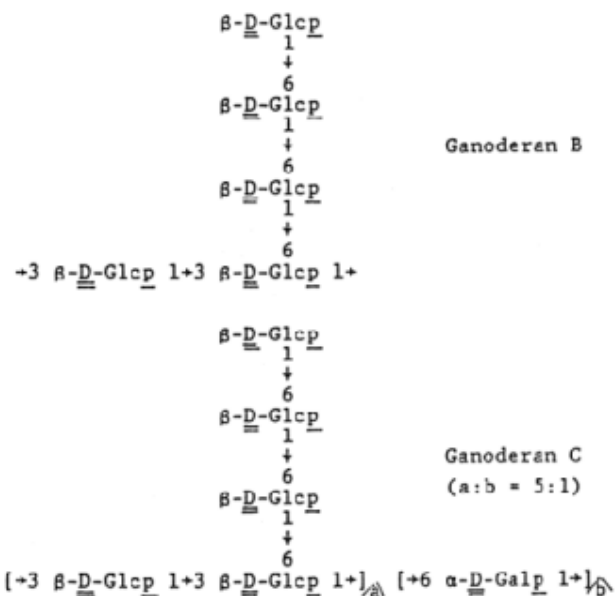 β-D-Glcp
1
↓
6
β-D-Glcp
1
↓
6
β-D-Glcp
1
↓
6
→3 β-D-Glcp 1→3 β-D-Glcp 1→
Ganoderan B
β-D-Glcp
1
↓
6
β-D-Glcp
1
↓
6
β-D-Glcp
1
↓
6
[→3 β-D-Glcp 1→3 β-D-Glcp 1→]a [→6 α-D-Galp 1→]b
Ganoderan C
(a:b = 5:1)